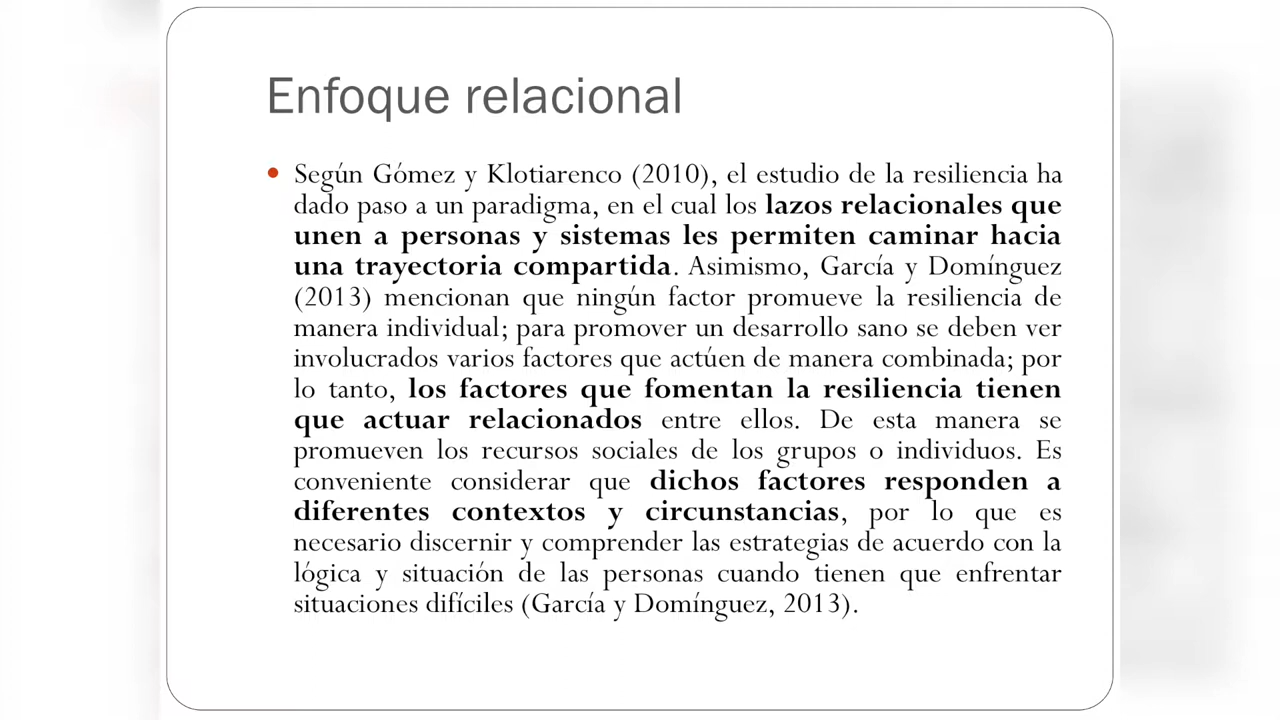 Enfoque relacional
• Según Gómez y Klotiarenco (2010), el estudio de la resiliencia ha
dado paso a un paradigma, en el cual los lazos relacionales que
unen a personas y sistemas les permiten caminar hacia
una trayectoria compartida. Asimismo, García y Domínguez
(2013) mencionan que ningún factor promueve la resiliencia de
manera individual; para promover un desarrollo sano se deben ver
involucrados varios factores que actúen de manera combinada; por
lo tanto, los factores que fomentan la resiliencia tienen
que actuar relacionados entre ellos. De esta manera se
promueven los recursos sociales de los grupos o individuos. Es
conveniente considerar que dichos factores responden a
diferentes contextos y circunstancias, por lo que es
necesario discernir y comprender las estrategias de acuerdo con la
lógica y situación de las personas cuando tienen que enfrentar
situaciones difíciles (García y Domínguez, 2013).